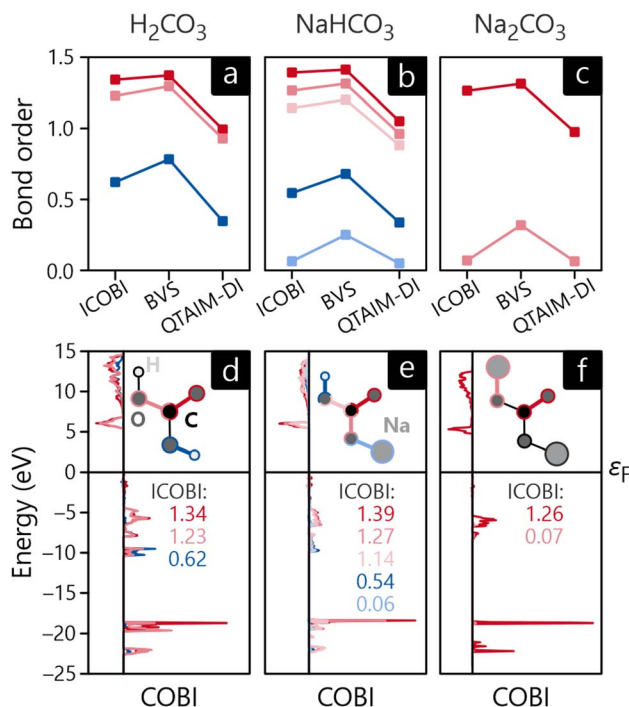 H₂CO₃
NaHCO₃
Na₂CO₃
Bond order
1.5
1.0
0.5
0.0
a
b
c
ICOBI
BVS
QTAIM-DI
ICOBI
BVS
QTAIM-DI
ICOBI
BVS
QTAIM-DI
Energy (eV)
15
10
5
0
−5
−10
−15
−20
−25
d
H
O
C
ICOBI:
1.34
1.23
0.62
e
Na
ICOBI:
1.39
1.27
1.14
0.54
0.06
f
ICOBI:
1.26
0.07
εF
COBI
COBI
COBI